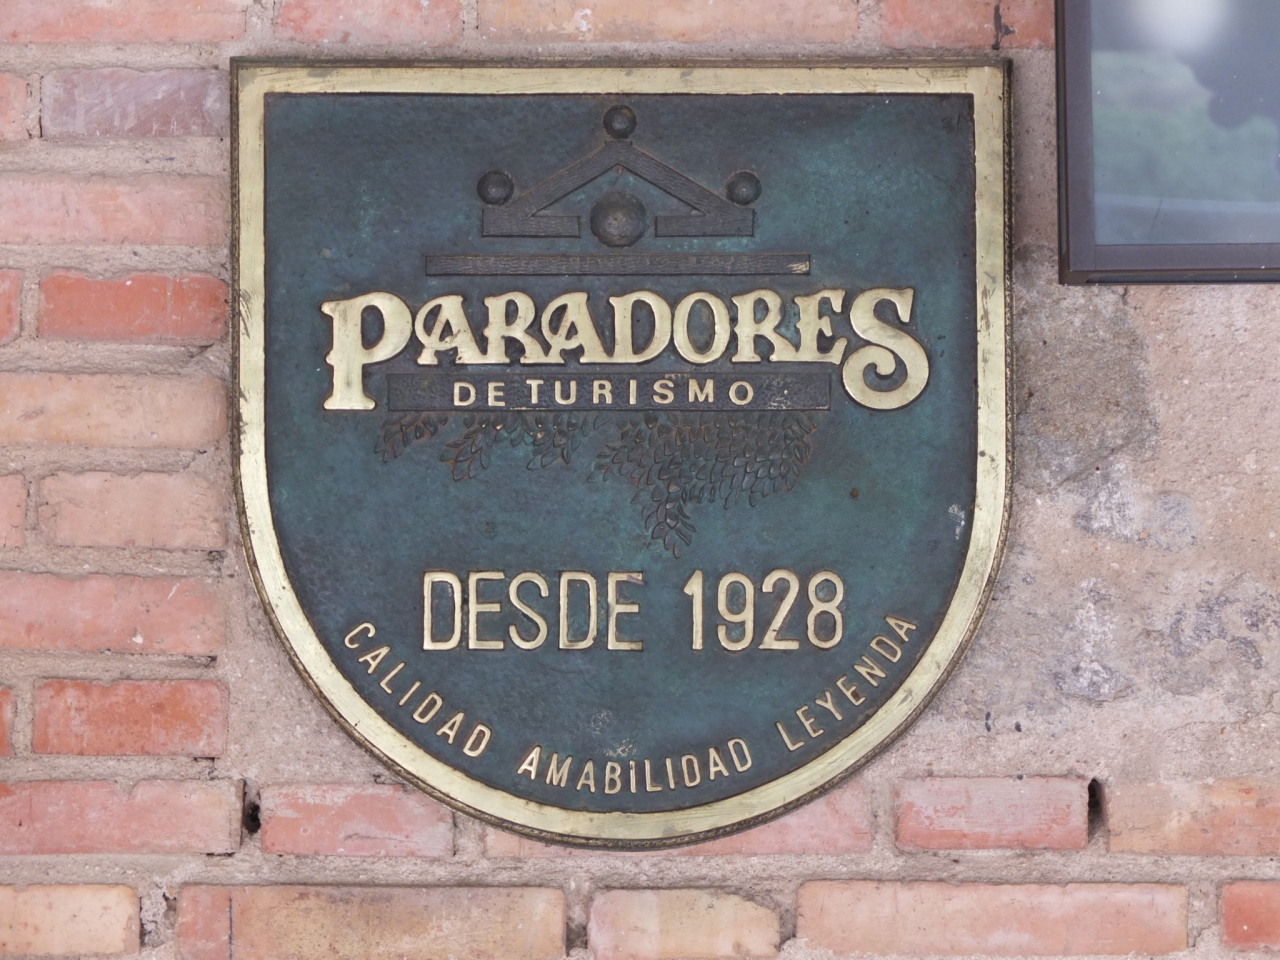 PARADORES
DE TURISMO
DESDE 1928
CALIDAD AMABILIDAD LEYENDA